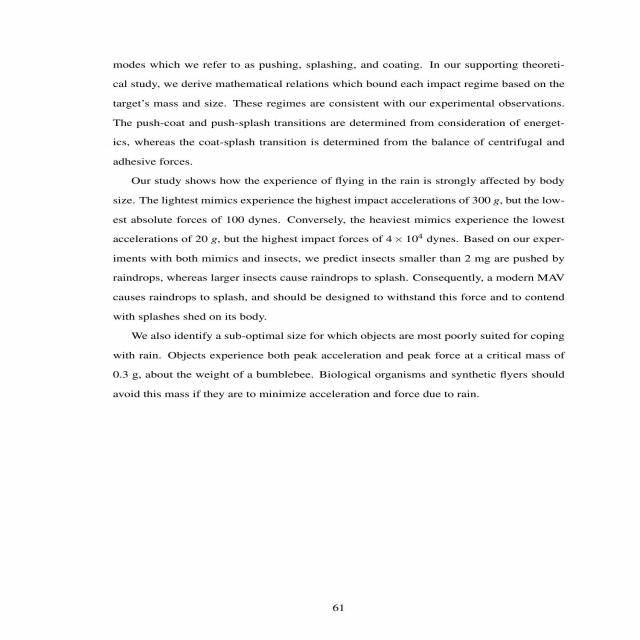 modes which we refer to as pushing, splashing, and coating. In our supporting theoreti-
cal study, we derive mathematical relations which bound each impact regime based on the
target's mass and size. These regimes are consistent with our experimental observations.
The push-coat and push-splash transitions are determined from consideration of energet-
ics, whereas the coat-splash transition is determined from the balance of centrifugal and
adhesive forces.
Our study shows how the experience of flying in the rain is strongly affected by body
size. The lightest mimics experience the highest impact accelerations of 300 g, but the low-
est absolute forces of 100 dynes. Conversely, the heaviest mimics experience the lowest
accelerations of 20 g, but the highest impact forces of 4 × 10⁴ dynes. Based on our exper-
iments with both mimics and insects, we predict insects smaller than 2 mg are pushed by
raindrops, whereas larger insects cause raindrops to splash. Consequently, a modern MAV
causes raindrops to splash, and should be designed to withstand this force and to contend
with splashes shed on its body.
We also identify a sub-optimal size for which objects are most poorly suited for coping
with rain. Objects experience both peak acceleration and peak force at a critical mass of
0.3 g, about the weight of a bumblebee. Biological organisms and synthetic flyers should
avoid this mass if they are to minimize acceleration and force due to rain.
61